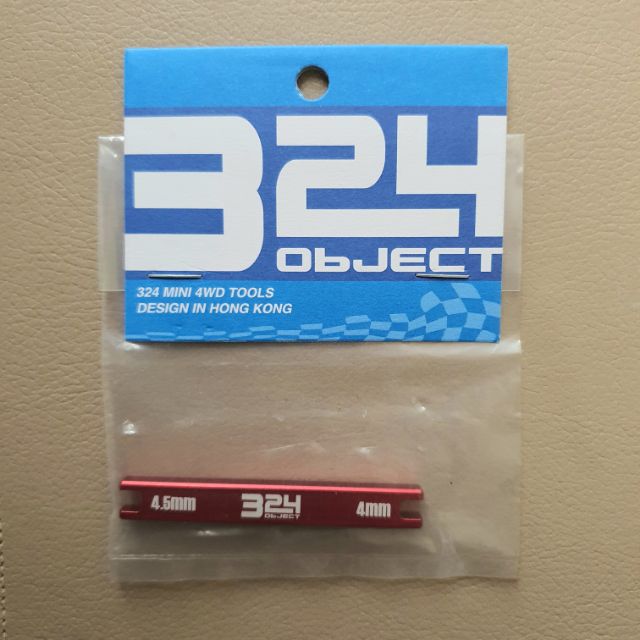 324
OBJECT
324 MINI 4WD TOOLS
DESIGN IN HONG KONG
4.5mm
324
OBJECT
4mm